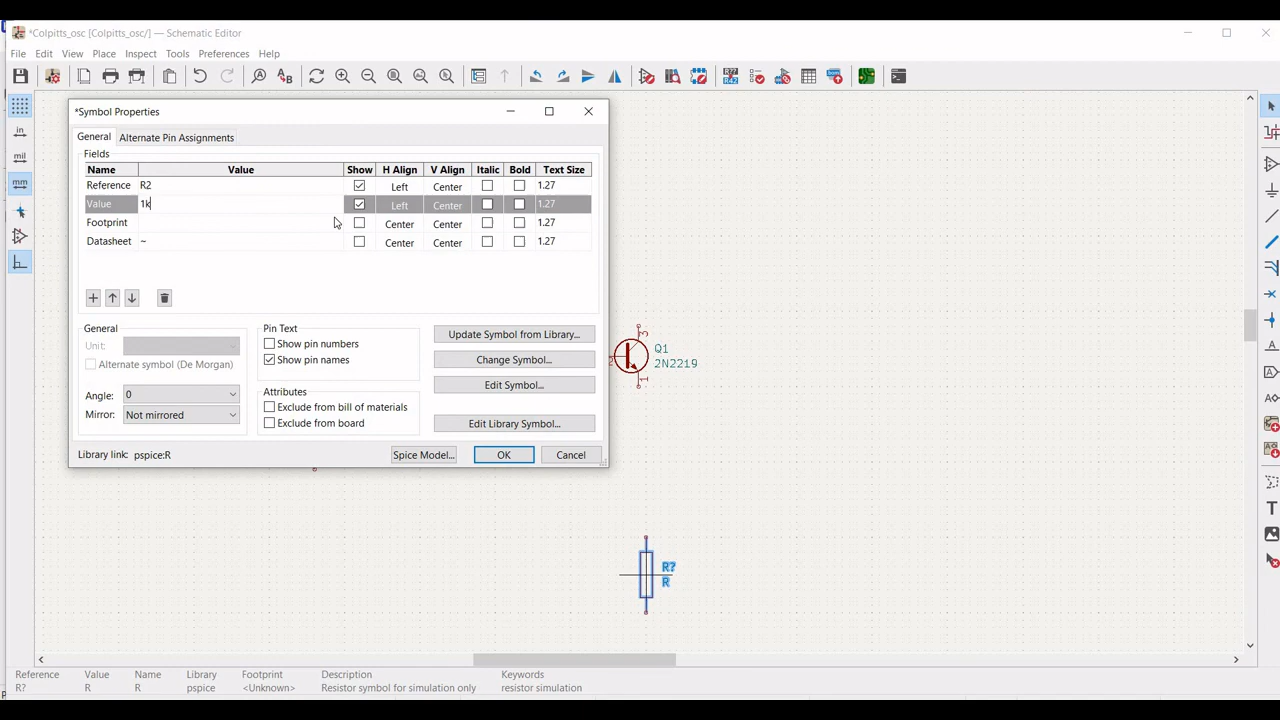 *Colpitts_osc [Colpitts_osc/] — Schematic Editor
File Edit View Place Inspect Tools Preferences Help
*Symbol Properties
General Alternate Pin Assignments
Fields
Name Value Show H Align V Align Italic Bold Text Size
Reference R2 Left Center 1.27
Value 1k Left Center 1.27
Footprint Center Center 1.27
Datasheet ~ Center Center 1.27
General
Unit:
Alternate symbol (De Morgan)
Angle: 0
Mirror: Not mirrored
Pin Text
Show pin numbers
Show pin names
Attributes
Exclude from bill of materials
Exclude from board
Update Symbol from Library...
Change Symbol...
Edit Symbol...
Edit Library Symbol...
Library link: pspice:R
Spice Model... OK Cancel
in
mil
mm
3
Q1
2N2219
1
R?
R
Reference Value Name Library Footprint Description Keywords
R? R R pspice <Unknown> Resistor symbol for simulation only resistor simulation